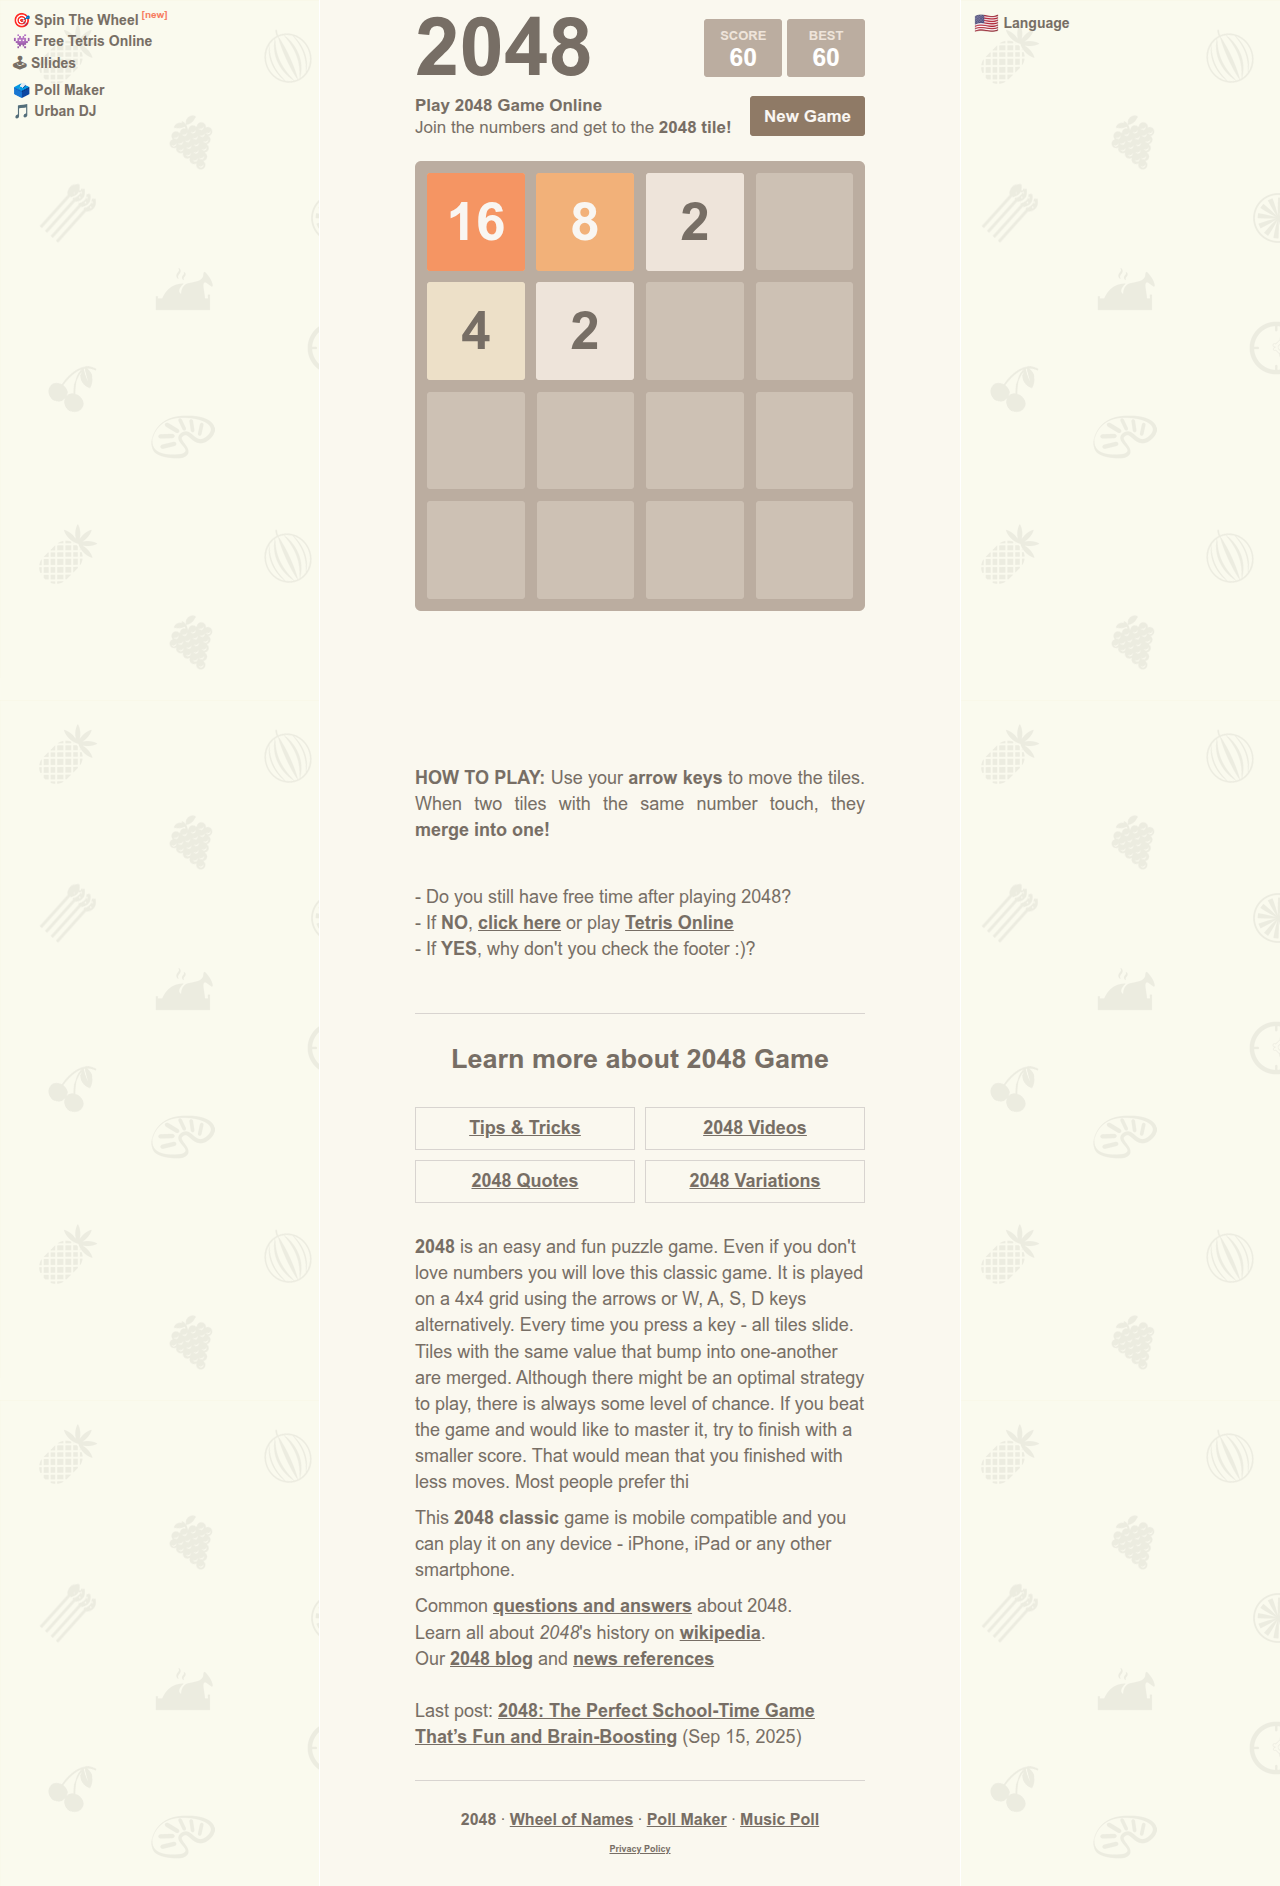 🎯 Spin The Wheel [new]
👾 Free Tetris Online
🕹 Sllides
🗳 Poll Maker
🎵 Urban DJ
🇺🇸 Language
2048
SCORE
60
BEST
60
Play 2048 Game Online
Join the numbers and get to the 2048 tile!
New Game
16 8 2
4 2
HOW TO PLAY: Use your arrow keys to move the tiles.
When two tiles with the same number touch, they
merge into one!
- Do you still have free time after playing 2048?
- If NO, click here or play Tetris Online
- If YES, why don't you check the footer :)?
Learn more about 2048 Game
Tips & Tricks
2048 Videos
2048 Quotes
2048 Variations
2048 is an easy and fun puzzle game. Even if you don't
love numbers you will love this classic game. It is played
on a 4x4 grid using the arrows or W, A, S, D keys
alternatively. Every time you press a key - all tiles slide.
Tiles with the same value that bump into one-another
are merged. Although there might be an optimal strategy
to play, there is always some level of chance. If you beat
the game and would like to master it, try to finish with a
smaller score. That would mean that you finished with
less moves. Most people prefer thi
This 2048 classic game is mobile compatible and you
can play it on any device - iPhone, iPad or any other
smartphone.
Common questions and answers about 2048.
Learn all about 2048's history on wikipedia.
Our 2048 blog and news references
Last post: 2048: The Perfect School-Time Game
That’s Fun and Brain-Boosting (Sep 15, 2025)
2048 · Wheel of Names · Poll Maker · Music Poll
Privacy Policy